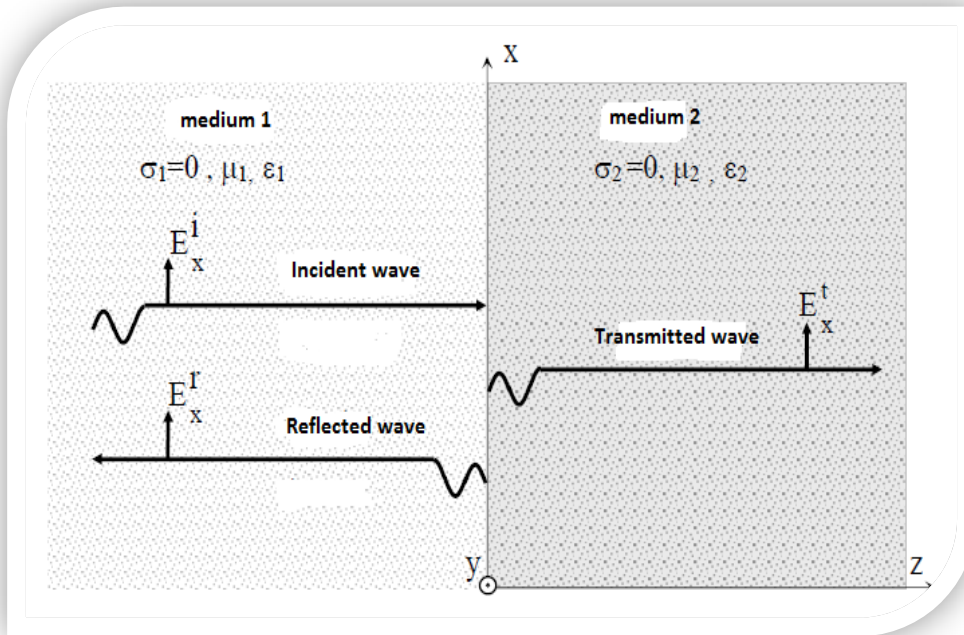 x
medium 1
medium 2
σ₁=0 , μ₁, ε₁
σ₂=0, μ₂ , ε₂
E
i
x
Incident wave
E
t
x
Transmitted wave
E
r
x
Reflected wave
y
z